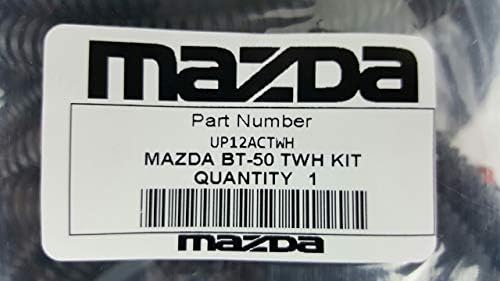 mazda
Part Number
UP12ACTWH
MAZDA BT-50 TWH KIT
QUANTITY 1
mazda